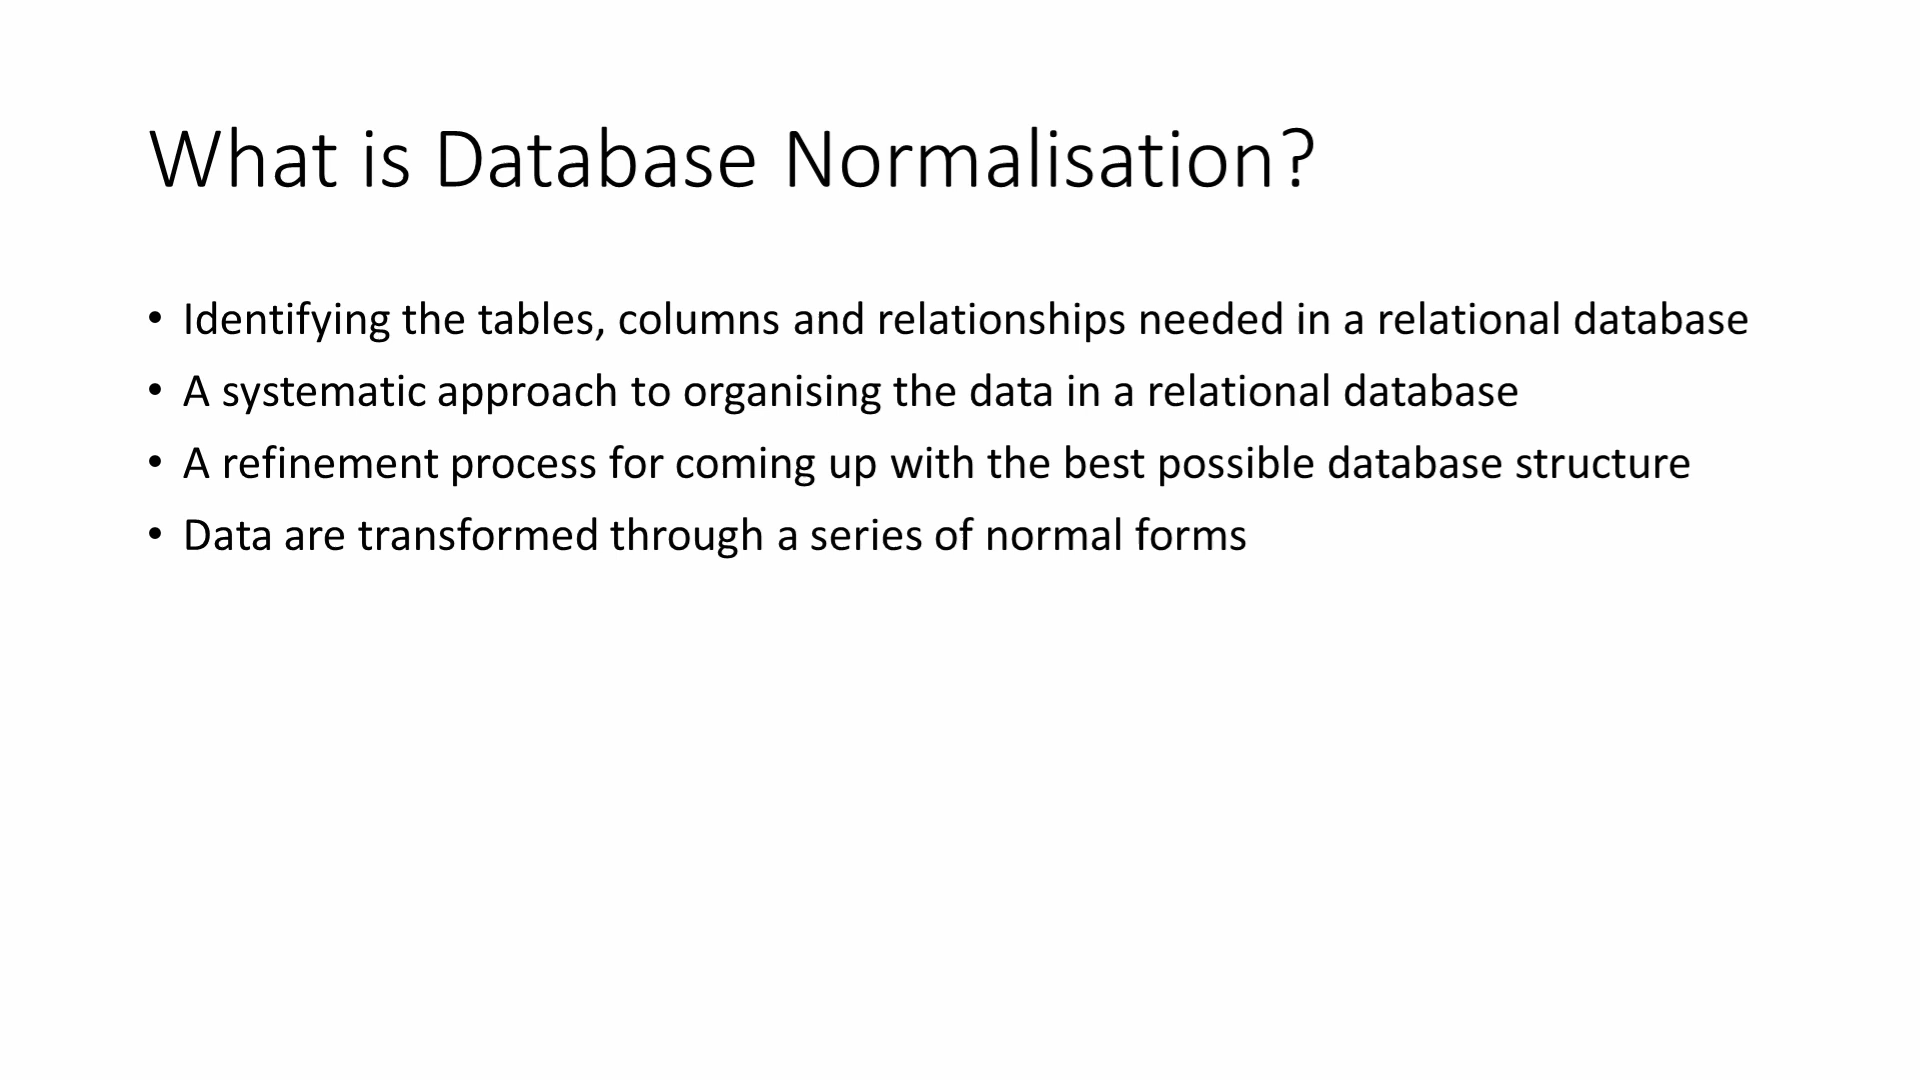 What is Database Normalisation?
• Identifying the tables, columns and relationships needed in a relational database
• A systematic approach to organising the data in a relational database
• A refinement process for coming up with the best possible database structure
• Data are transformed through a series of normal forms